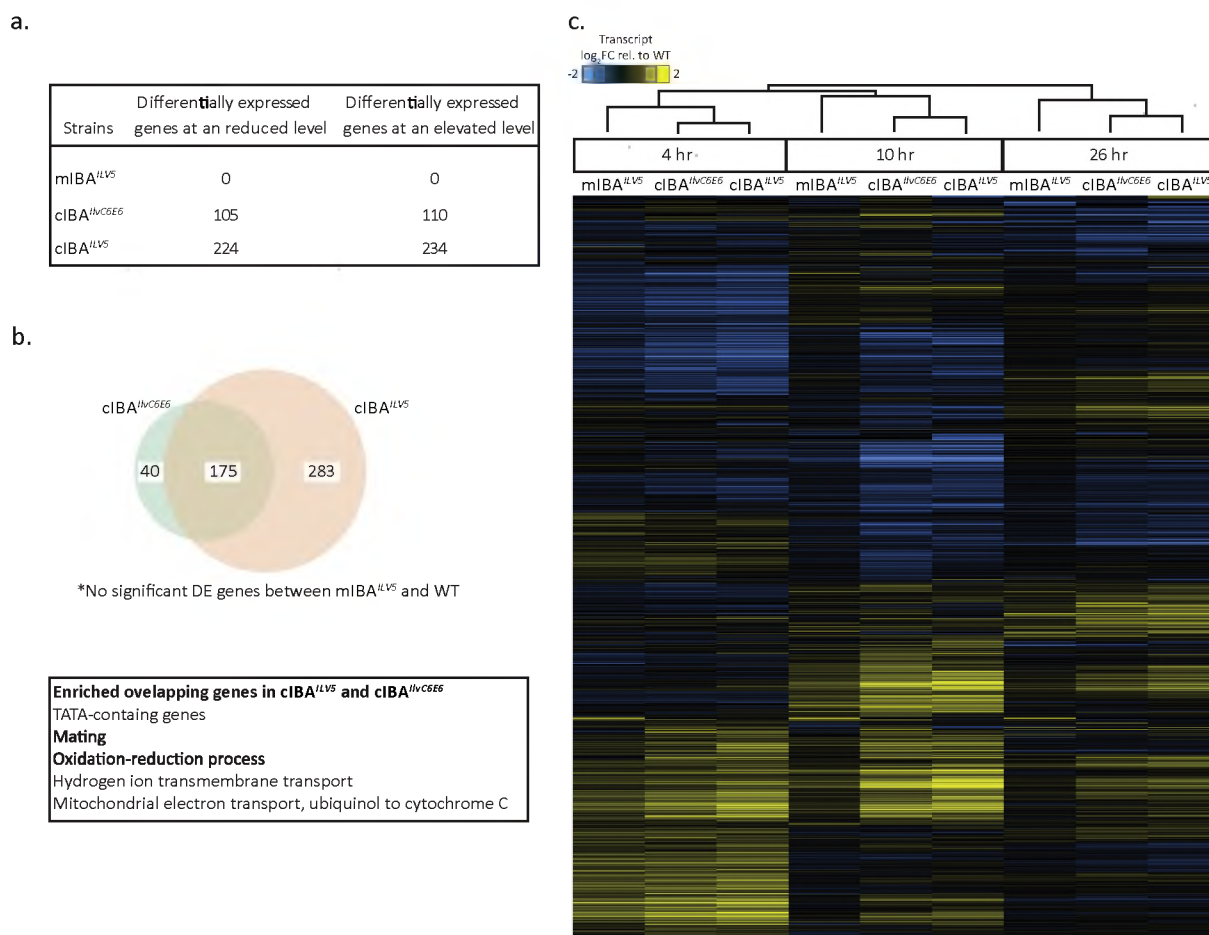 a.
Strains
Differentially expressed genes at an reduced level
Differentially expressed genes at an elevated level
mIBA^ILV5 0 0
cIBA^IlvC6E6 105 110
cIBA^ILV5 224 234
b.
cIBA^IlvC6E6
cIBA^ILV5
40 175 283
*No significant DE genes between mIBA^ILV5 and WT
Enriched ovelapping genes in cIBA^ILV5 and cIBA^IlvC6E6
TATA-containg genes
Mating
Oxidation-reduction process
Hydrogen ion transmembrane transport
Mitochondrial electron transport, ubiquinol to cytochrome C
c.
Transcript
log₂FC rel. to WT
-2 2
4 hr 10 hr 26 hr
mIBA^ILV5 cIBA^IlvC6E6 cIBA^ILV5 mIBA^ILV5 cIBA^IlvC6E6 cIBA^ILV5 mIBA^ILV5 cIBA^IlvC6E6 cIBA^ILV5